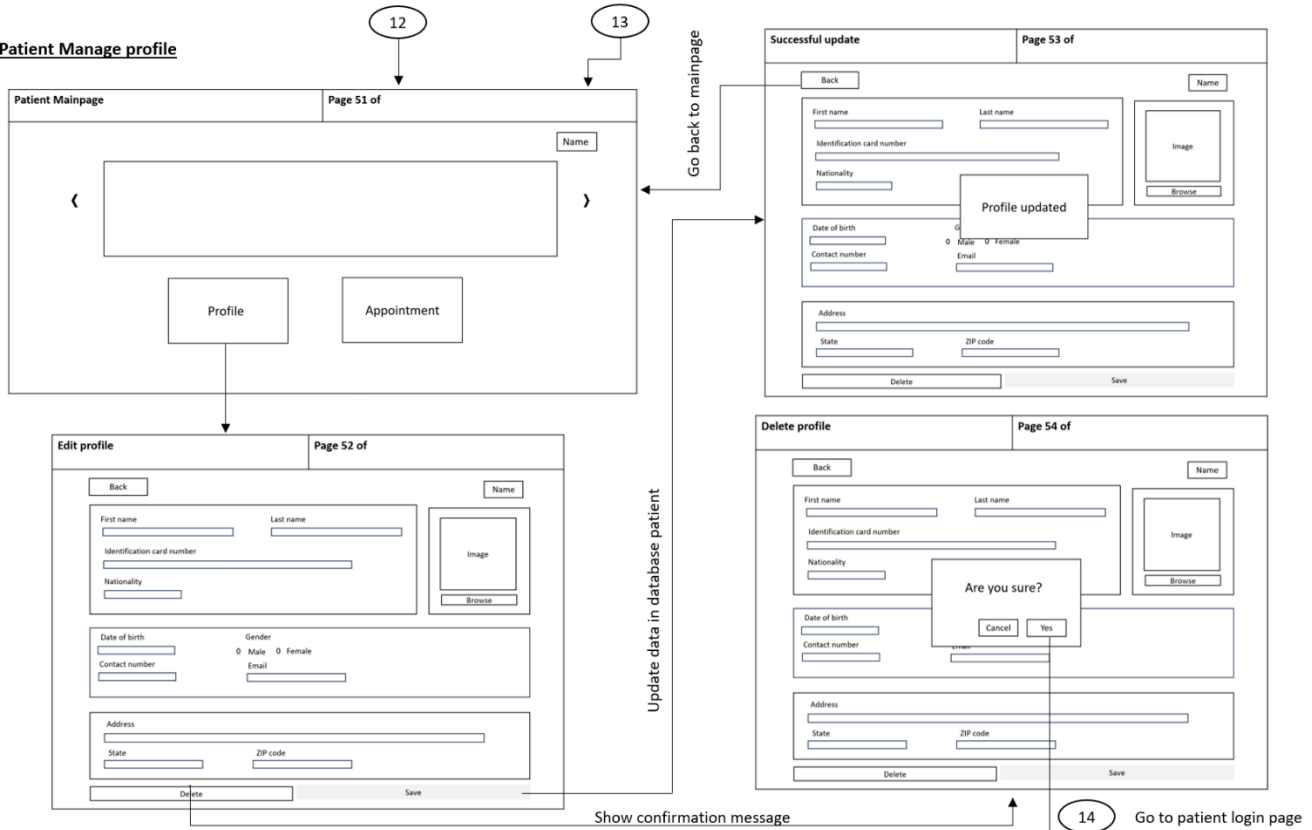 12
13
Patient Manage profile
Patient Mainpage
Page 51 of
Name
❬
❭
Profile
Appointment
Go back to mainpage
Successful update
Page 53 of
Back
Name
First name
Last name
Identification card number
Nationality
Image
Browse
Profile updated
Date of birth
G
0 Male 0 Female
Contact number
Email
Address
State
ZIP code
Delete
Save
Edit profile
Page 52 of
Back
Name
First name
Last name
Identification card number
Nationality
Image
Browse
Date of birth
Gender
0 Male 0 Female
Contact number
Email
Address
State
ZIP code
Delete
Save
Update data in database patient
Delete profile
Page 54 of
Back
Name
First name
Last name
Identification card number
Nationality
Image
Browse
Are you sure?
Cancel
Yes
Date of birth
Contact number
Address
State
ZIP code
Delete
Save
Show confirmation message
14
Go to patient login page